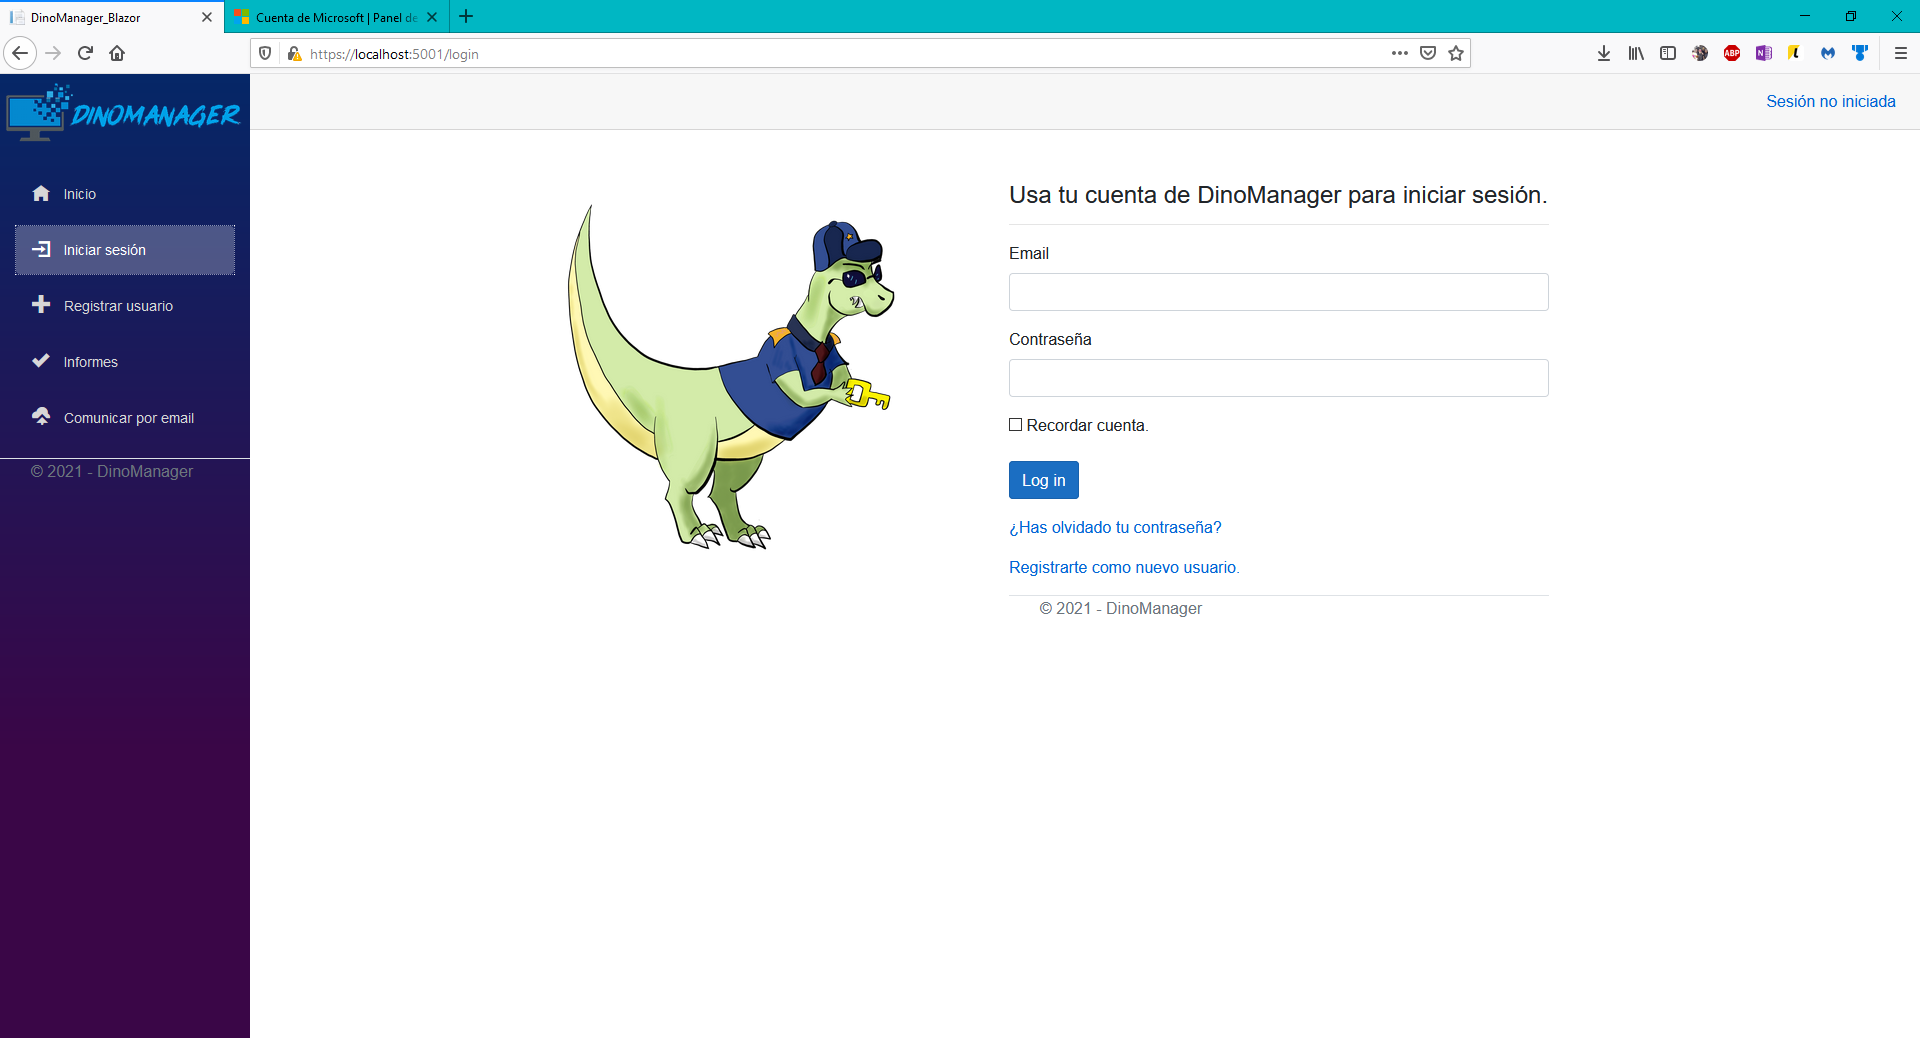 DinoManager_Blazor
Cuenta de Microsoft | Panel de
https://localhost:5001/login
ABP
N
DINOMANAGER
Sesión no iniciada
Inicio
Iniciar sesión
Registrar usuario
Informes
Comunicar por email
© 2021 - DinoManager
Usa tu cuenta de DinoManager para iniciar sesión.
Email
Contraseña
Recordar cuenta.
Log in
¿Has olvidado tu contraseña?
Registrarte como nuevo usuario.
© 2021 - DinoManager